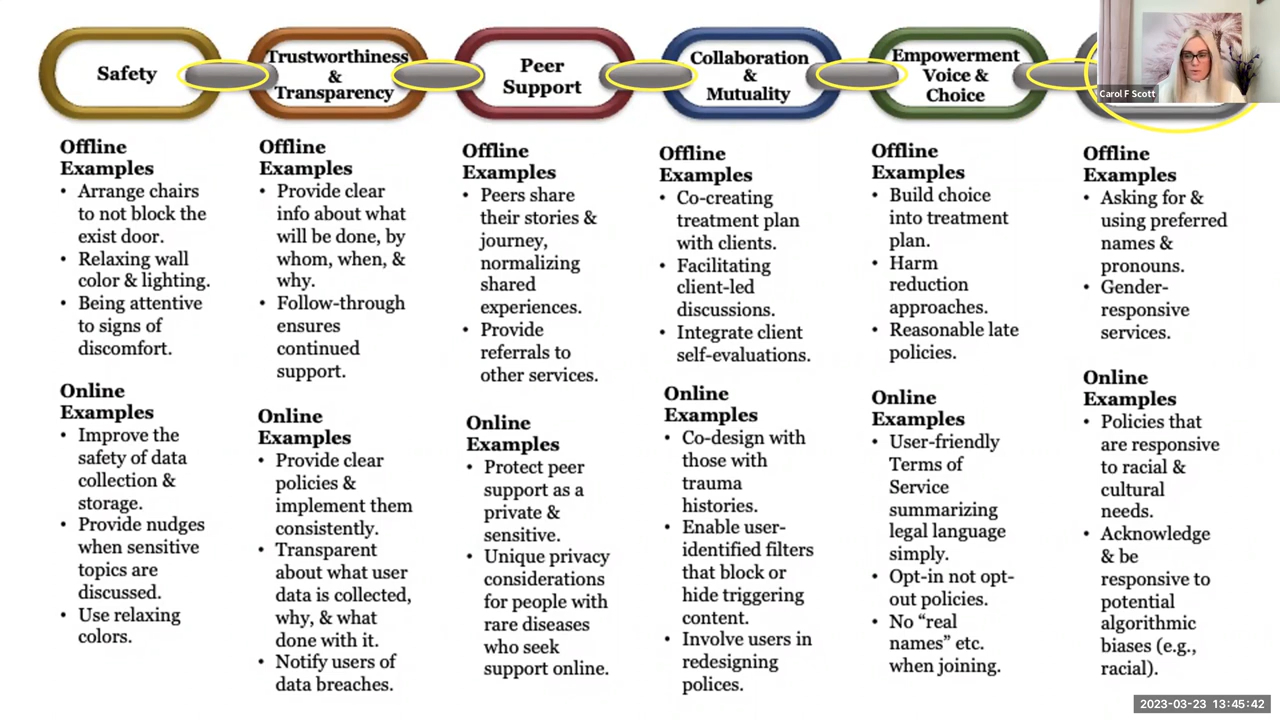 Safety
Trustworthiness
&
Transparency
Peer
Support
Collaboration
&
Mutuality
Empowerment
Voice &
Choice
Carol F Scott
Offline
Examples
• Arrange chairs
to not block the
exist door.
• Relaxing wall
color & lighting.
• Being attentive
to signs of
discomfort.
Online
Examples
• Improve the
safety of data
collection &
storage.
• Provide nudges
when sensitive
topics are
discussed.
• Use relaxing
colors.
Offline
Examples
• Provide clear
info about what
will be done, by
whom, when, &
why.
• Follow-through
ensures
continued
support.
Online
Examples
• Provide clear
policies &
implement them
consistently.
• Transparent
about what user
data is collected,
why, & what
done with it.
• Notify users of
data breaches.
Offline
Examples
• Peers share
their stories &
journey,
normalizing
shared
experiences.
• Provide
referrals to
other services.
Online
Examples
• Protect peer
support as a
private &
sensitive.
• Unique privacy
considerations
for people with
rare diseases
who seek
support online.
Offline
Examples
• Co-creating
treatment plan
with clients.
• Facilitating
client-led
discussions.
• Integrate client
self-evaluations.
Online
Examples
• Co-design with
those with
trauma
histories.
• Enable user-
identified filters
that block or
hide triggering
content.
• Involve users in
redesigning
polices.
Offline
Examples
• Build choice
into treatment
plan.
• Harm
reduction
approaches.
• Reasonable late
policies.
Online
Examples
• User-friendly
Terms of
Service
summarizing
legal language
simply.
• Opt-in not opt-
out policies.
• No “real
names” etc.
when joining.
Offline
Examples
• Asking for &
using preferred
names &
pronouns.
• Gender-
responsive
services.
Online
Examples
• Policies that
are responsive
to racial &
cultural
needs.
• Acknowledge
& be
responsive to
potential
algorithmic
biases (e.g.,
racial).
2023-03-23 13:45:42